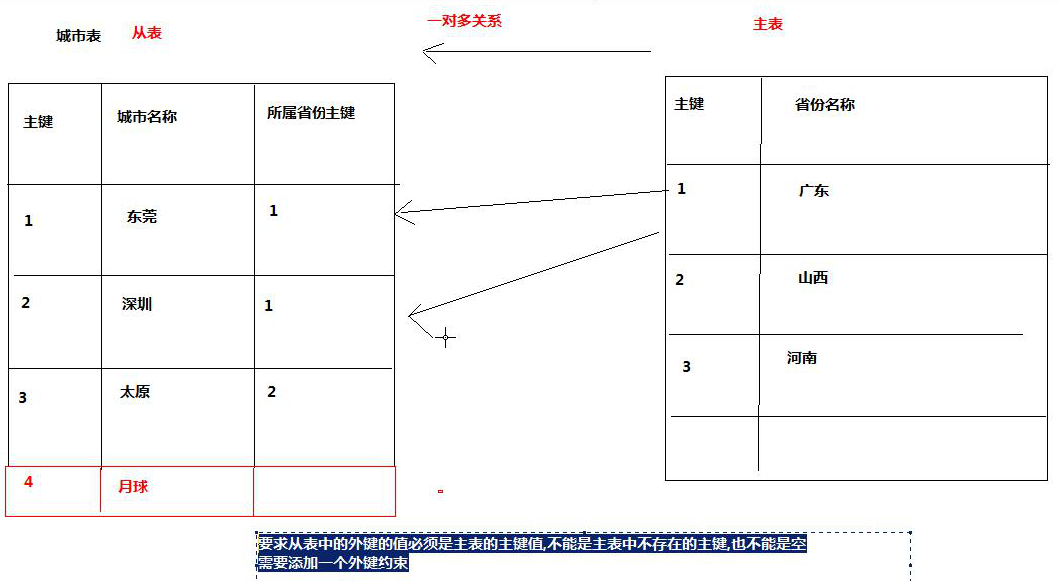 城市表 从表
一对多关系
主表
主键 城市名称 所属省份主键
1 东莞 1
2 深圳 1
3 太原 2
4 月球
主键 省份名称
1 广东
2 山西
3 河南
要求从表中的外键的值必须是主表的主键值,不能是主表中不存在的主键,也不能是空
需要添加一个外键约束